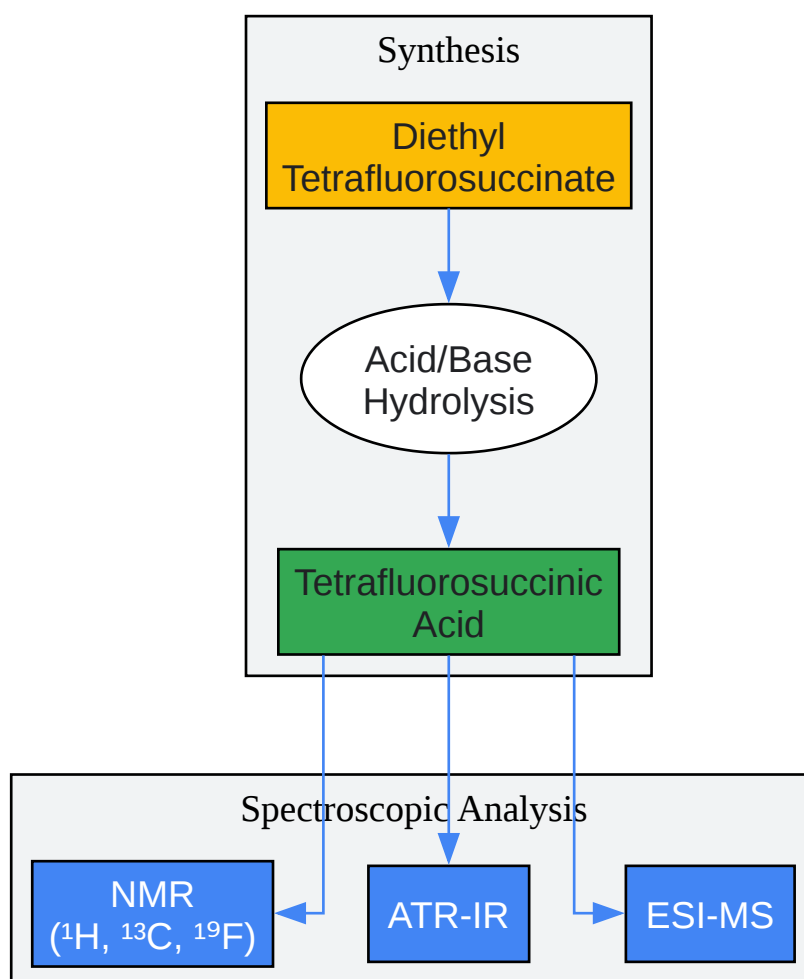 Synthesis
Diethyl
Tetrafluorosuccinate
Acid/Base
Hydrolysis
Tetrafluorosuccinic
Acid
Spectroscopic Analysis
NMR
(¹H, ¹³C, ¹⁹F)
ATR-IR
ESI-MS